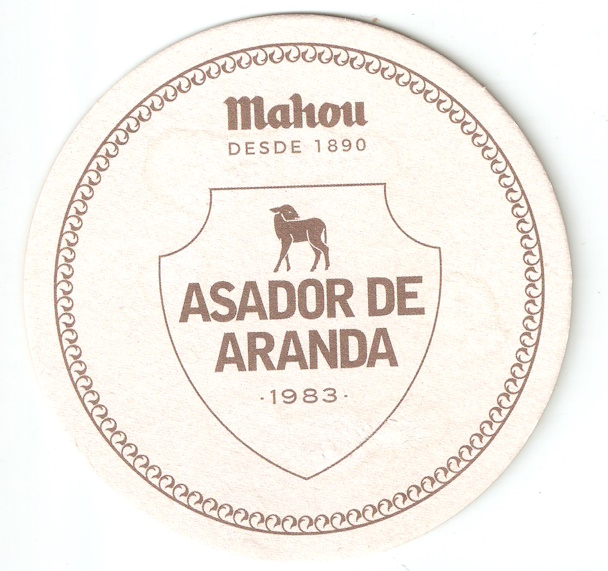 Mahou
DESDE 1890
ASADOR DE
ARANDA
·1983·